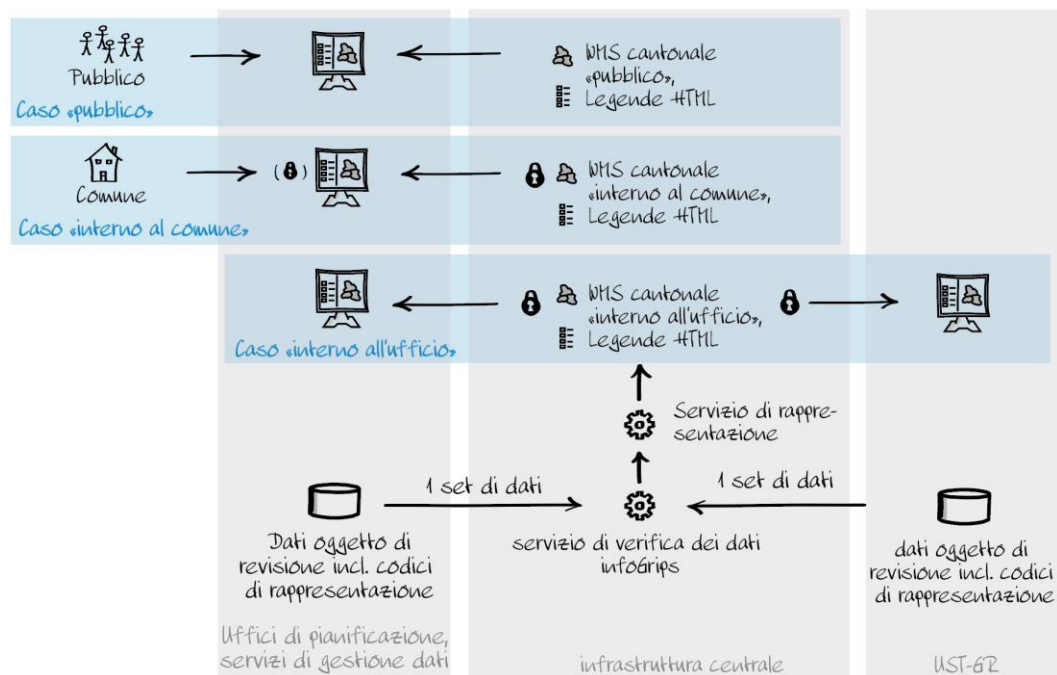 Pubblico
Caso «pubblico»
WMS cantonale
«pubblico»,
Legende HTML
Comune
Caso «interno al comune»
WMS cantonale
«interno al comune»,
Legende HTML
Caso «interno all'ufficio»
WMS cantonale
«interno all'ufficio»,
Legende HTML
Servizio di rappre-
sentazione
1 set di dati
1 set di dati
Dati oggetto di
revisione incl. codici
di rappresentazione
servizio di verifica dei dati
infoGrips
dati oggetto di
revisione incl. codici
di rappresentazione
Uffici di pianificazione,
servizi di gestione dati
infrastruttura centrale
UST-GR